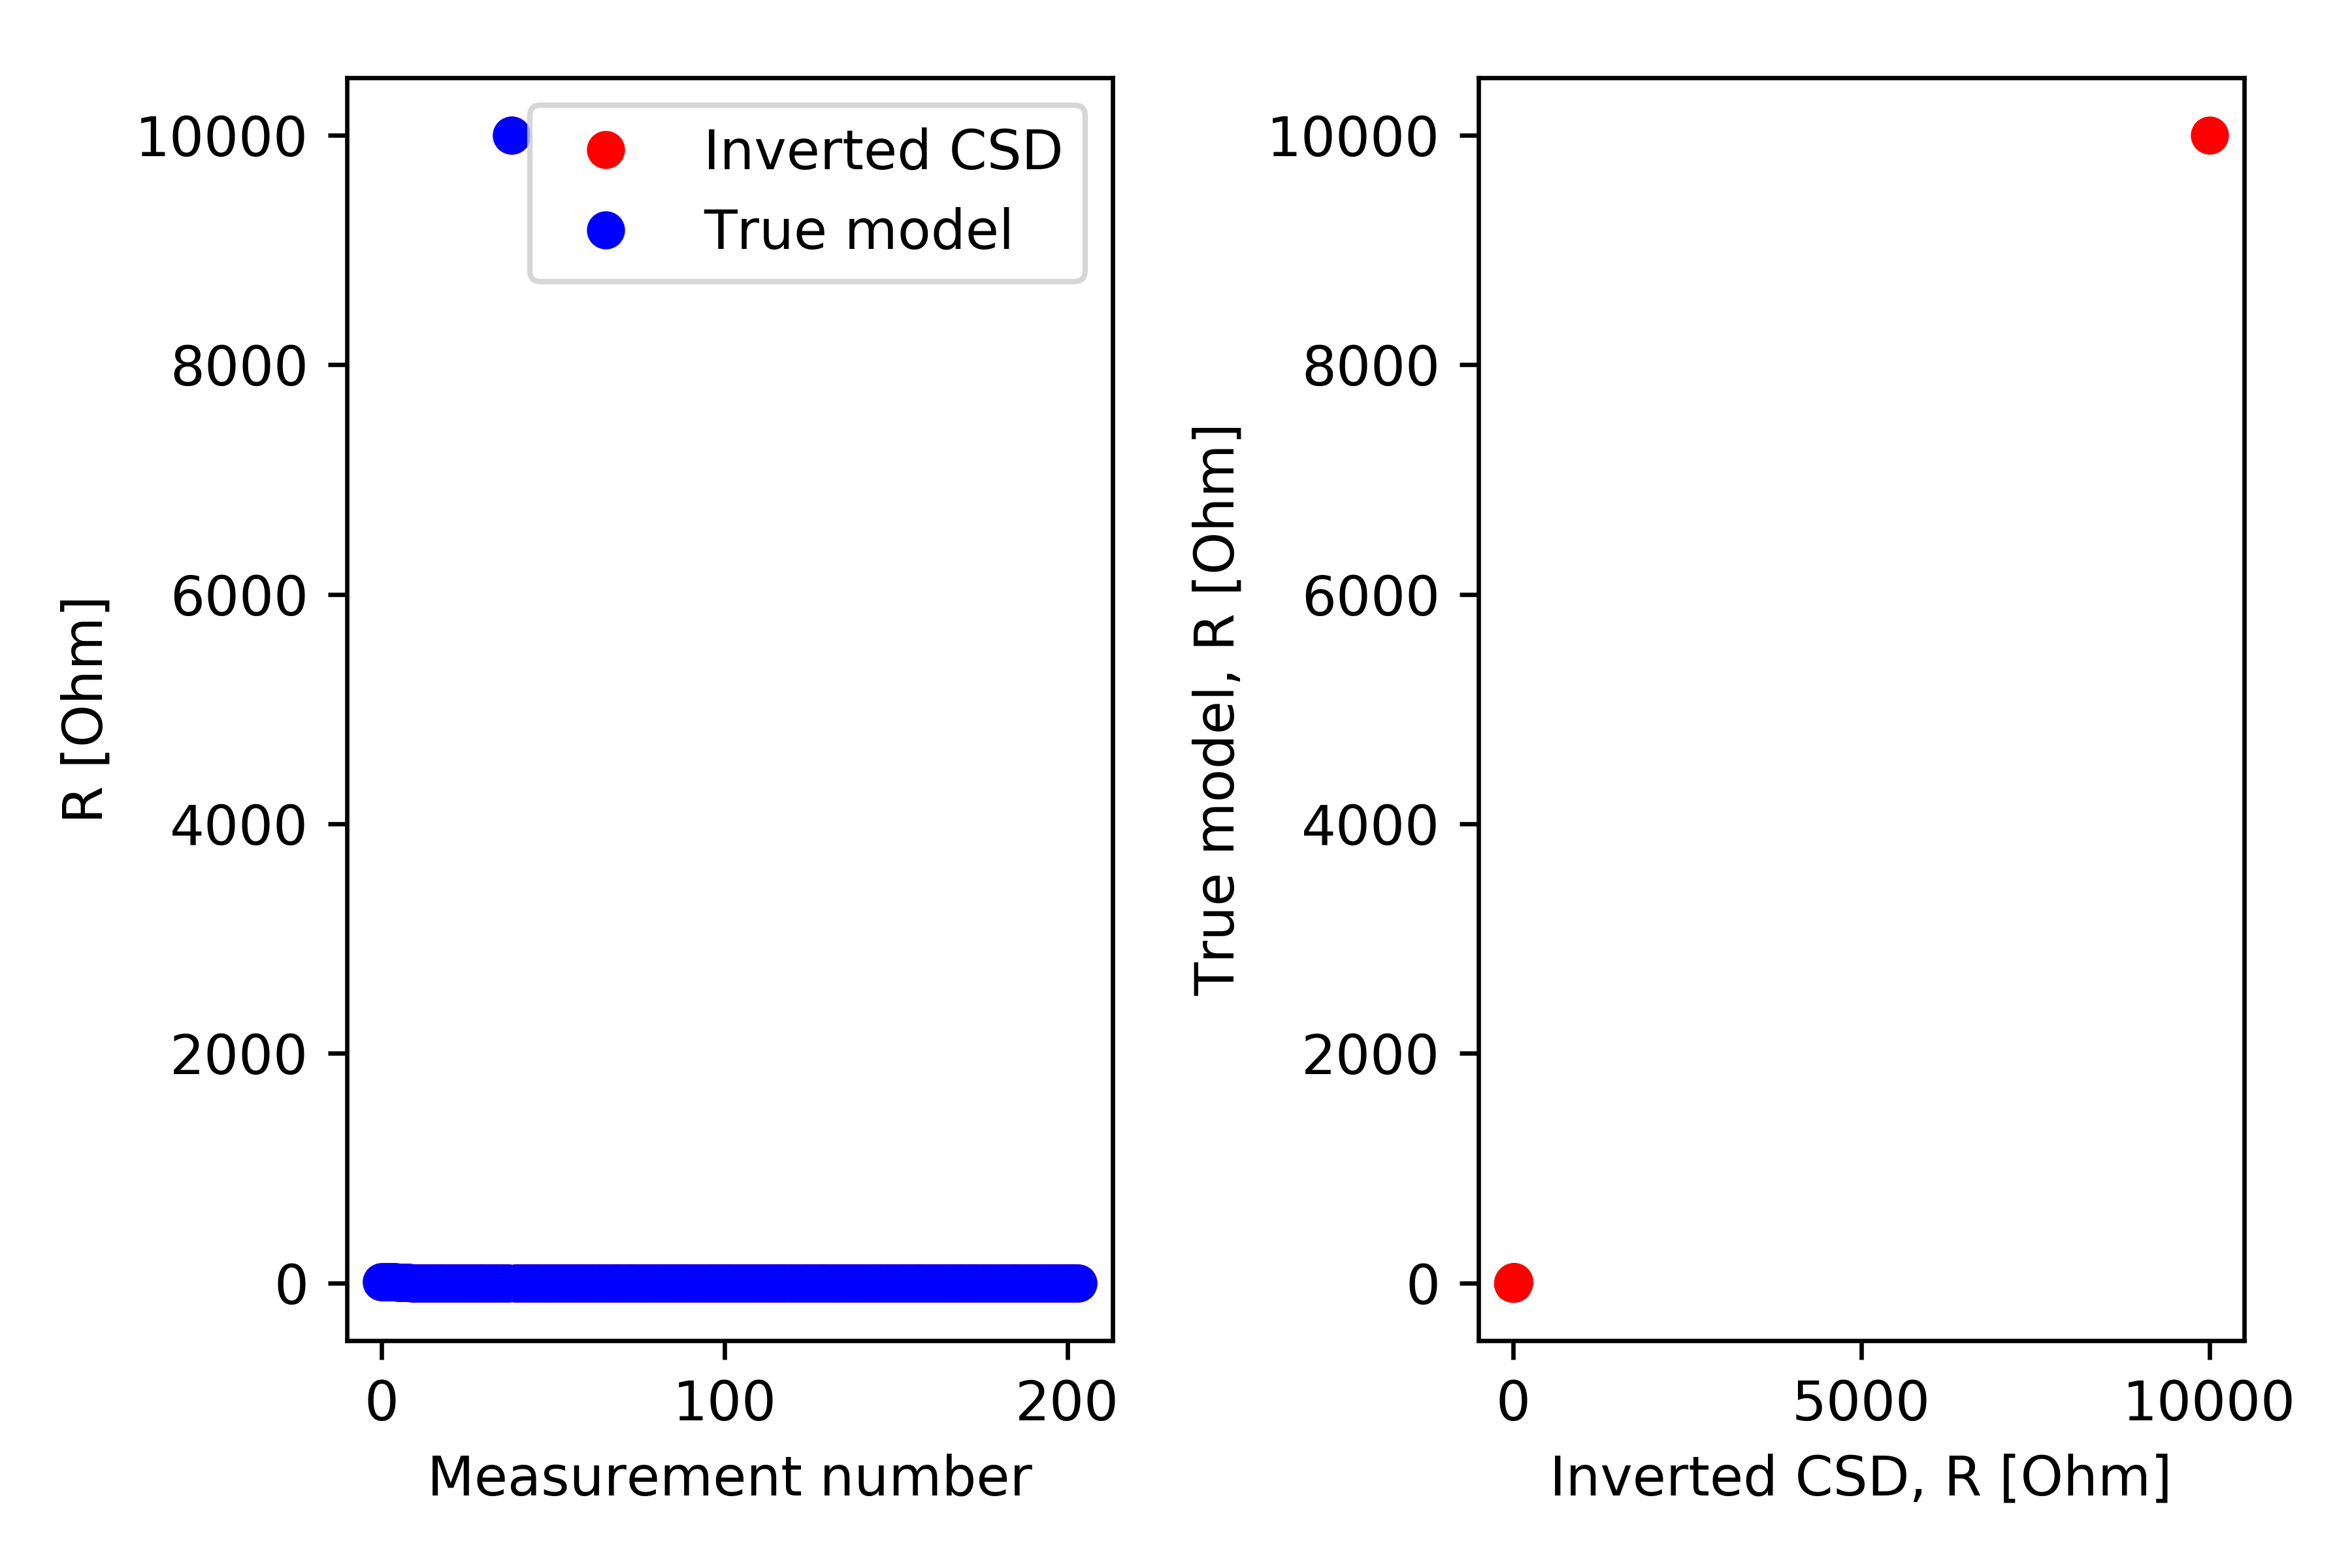 10000
8000
6000
4000
2000
0
R [Ohm]
0 100 200
Measurement number
Inverted CSD
True model
10000
8000
6000
4000
2000
0
True model, R [Ohm]
0 5000 10000
Inverted CSD, R [Ohm]